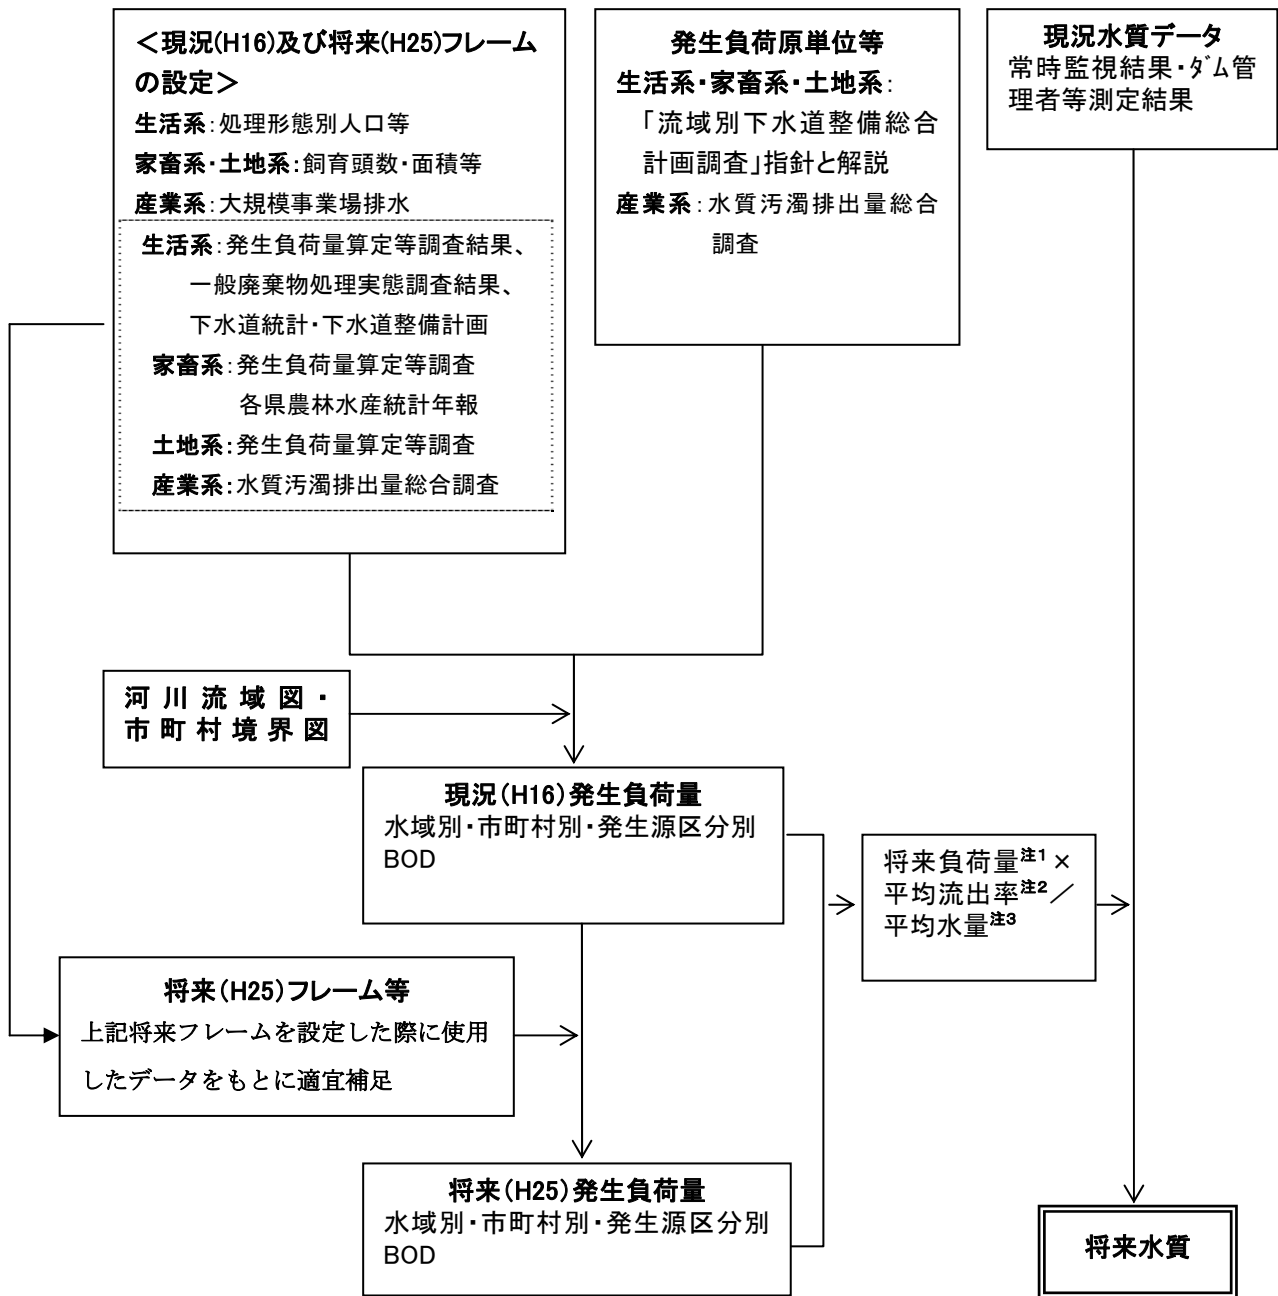 ＜現況(H16)及び将来(H25)フレーム
の設定＞
生活系：処理形態別人口等
家畜系・土地系：飼育頭数・面積等
産業系：大規模事業場排水
生活系：発生負荷量算定等調査結果、
一般廃棄物処理実態調査結果、
下水道統計・下水道整備計画
家畜系：発生負荷量算定等調査
各県農林水産統計年報
土地系：発生負荷量算定等調査
産業系：水質汚濁排出量総合調査
発生負荷原単位等
生活系・家畜系・土地系：
「流域別下水道整備総合
計画調査」指針と解説
産業系：水質汚濁排出量総合
調査
現況水質データ
常時監視結果・ﾀﾞﾑ管
理者等測定結果
河川流域図・
市町村境界図
現況(H16)発生負荷量
水域別・市町村別・発生源区分別
BOD
将来負荷量注1×
平均流出率注2／
平均水量注3
将来(H25)フレーム等
上記将来フレームを設定した際に使用
したデータをもとに適宜補足
将来(H25)発生負荷量
水域別・市町村別・発生源区分別
BOD
将来水質